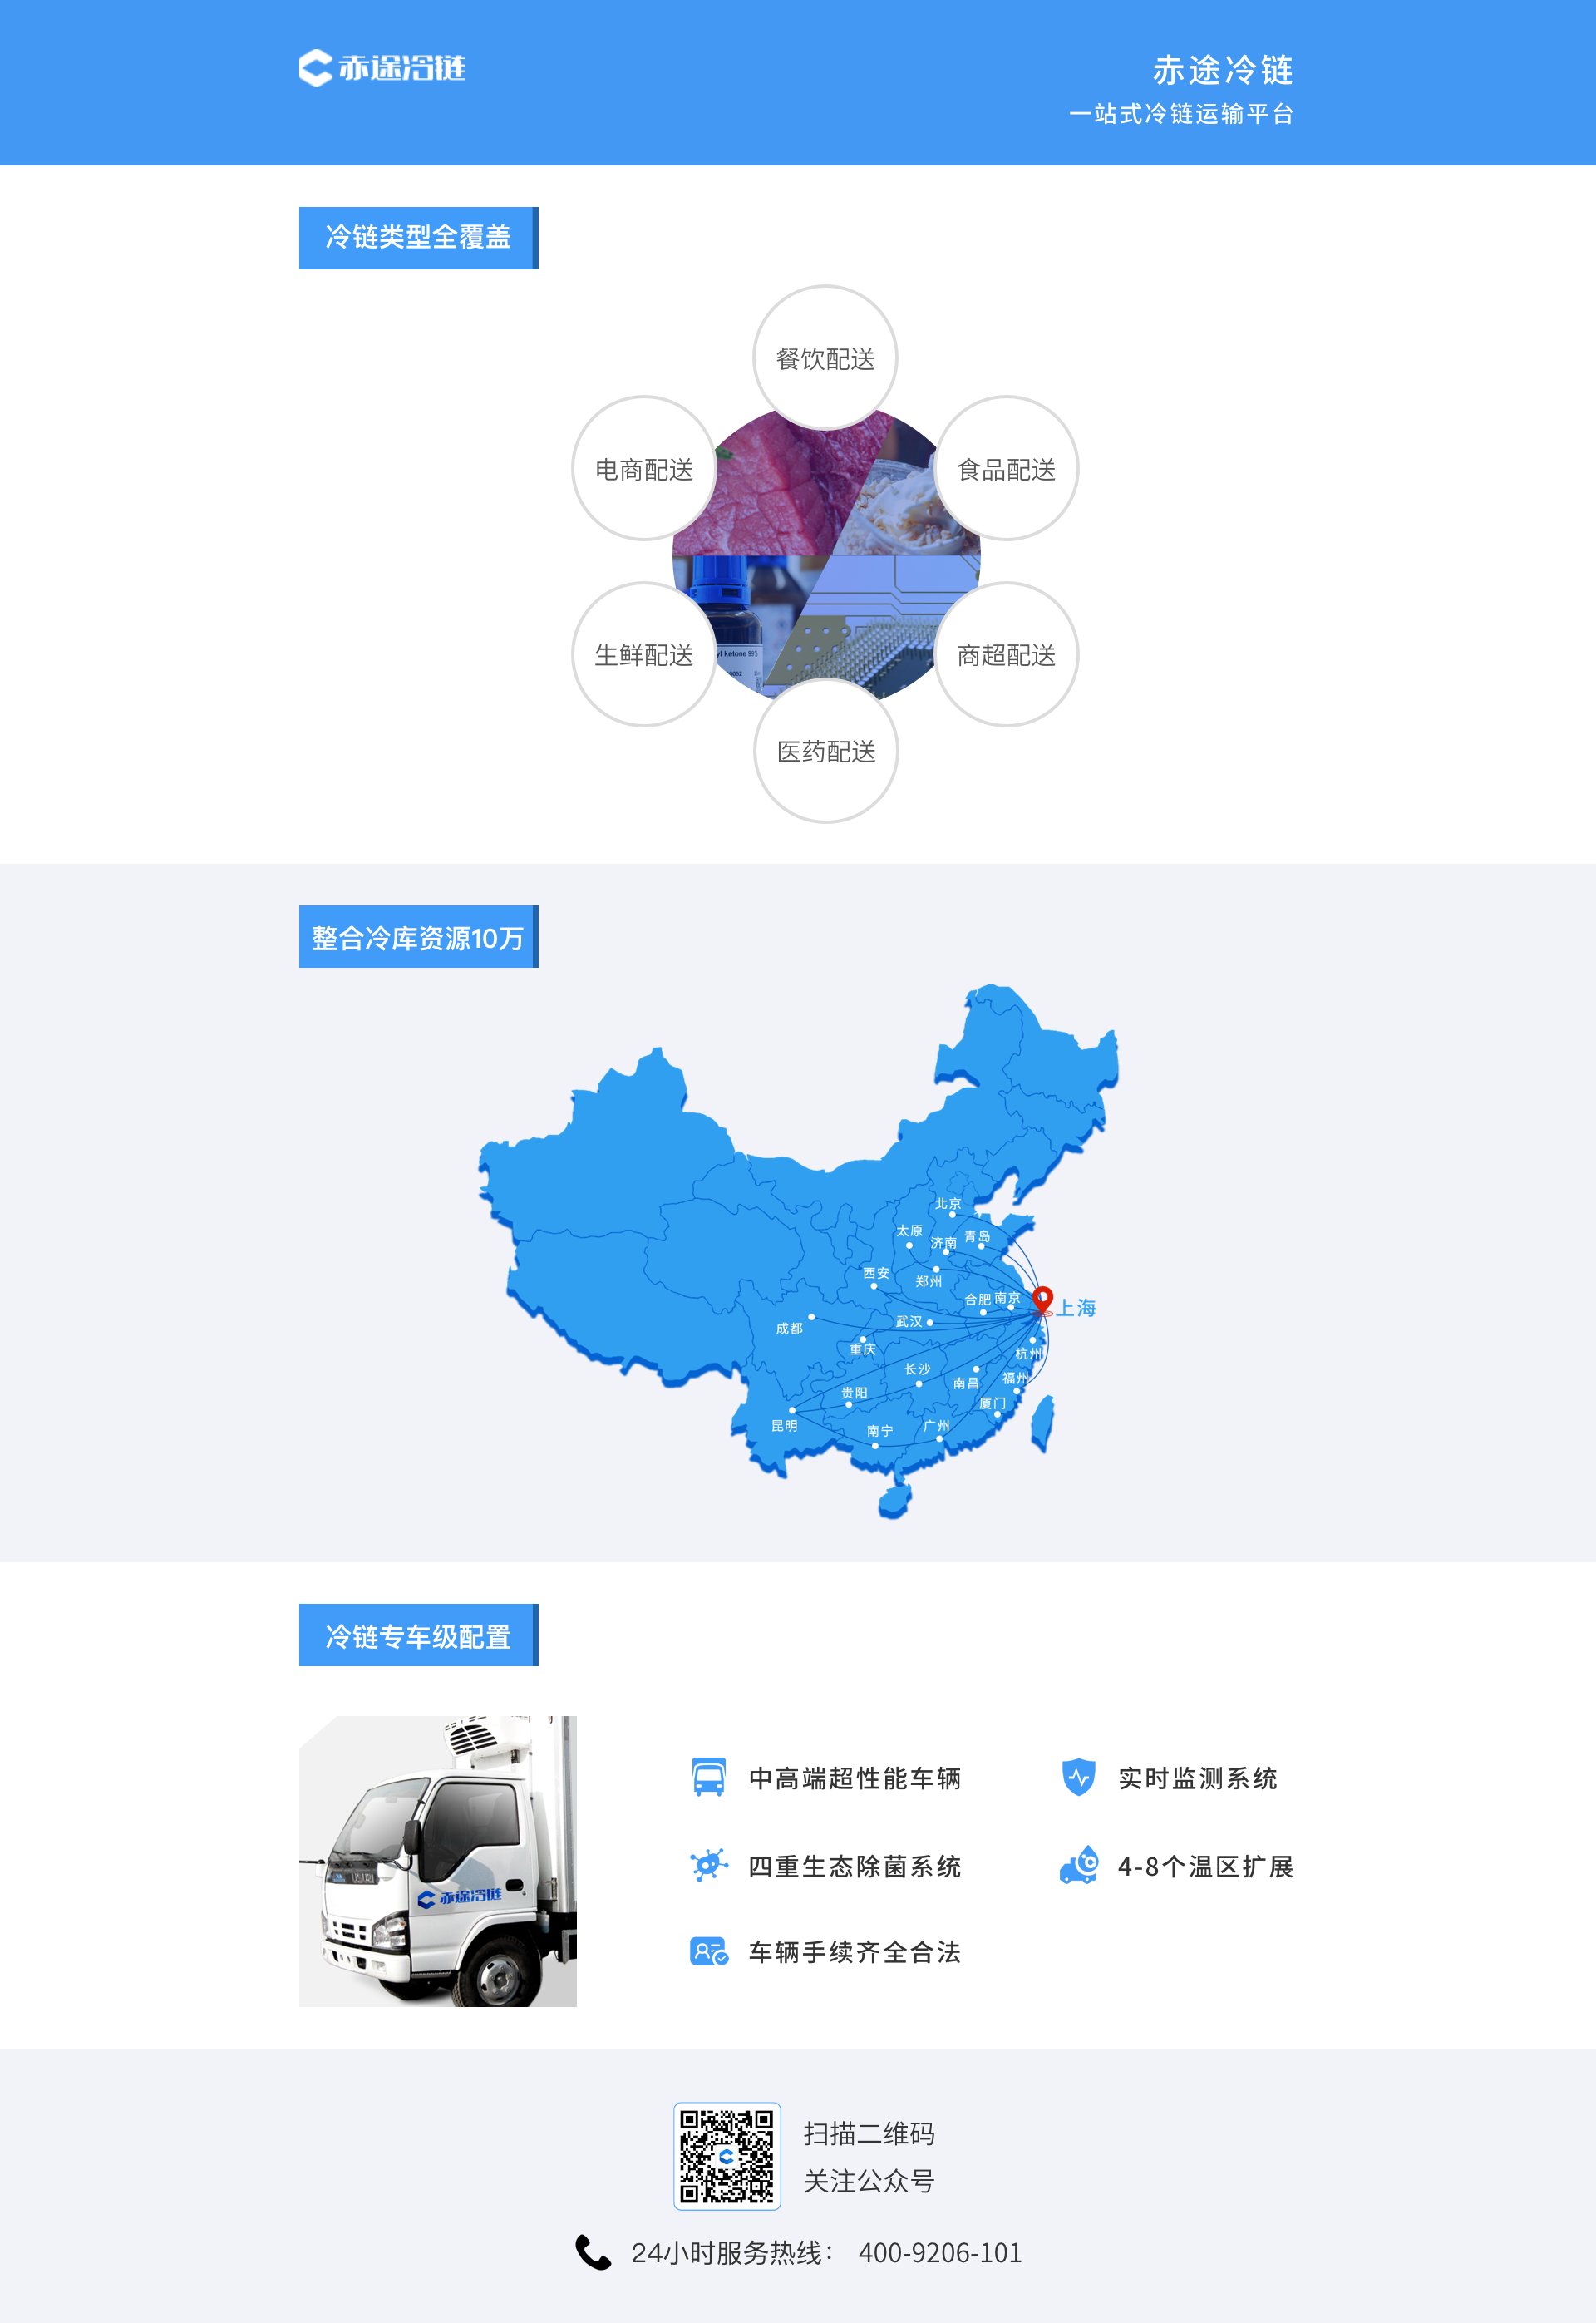 赤途冷链
赤途冷链
一站式冷链运输平台
冷链类型全覆盖
餐饮配送
电商配送
食品配送
yl ketone 99%
生鲜配送
商超配送
医药配送
整合冷库资源10万
北京
太原
济南
青岛
西安
郑州
合肥
南京
上海
成都
武汉
重庆
杭州
长沙
南昌
福州
贵阳
厦门
昆明
南宁
广州
冷链专车级配置
中高端超性能车辆
实时监测系统
四重生态除菌系统
4-8个温区扩展
赤途冷链
车辆手续齐全合法
扫描二维码
关注公众号
24小时服务热线： 400-9206-101